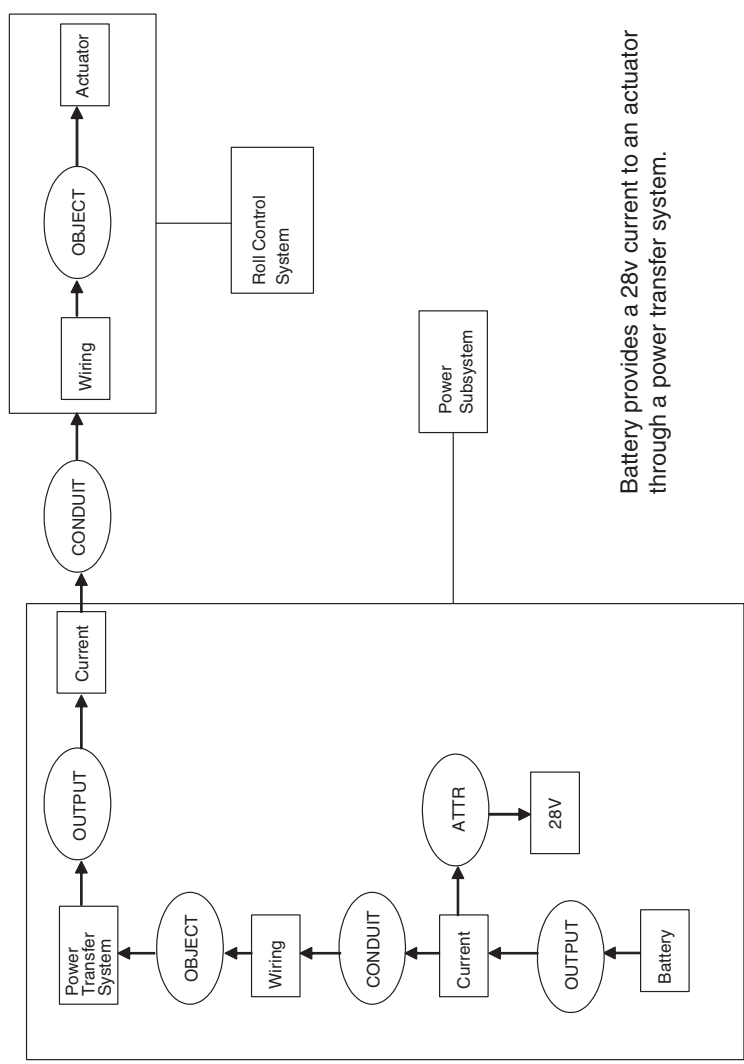 Battery
OUTPUT
Current
ATTR
28V
CONDUIT
Wiring
OBJECT
Power
Transfer
System
OUTPUT
Current
CONDUIT
Wiring
OBJECT
Actuator
Power
Subsystem
Roll Control
System
Battery provides a 28v current to an actuator
through a power transfer system.